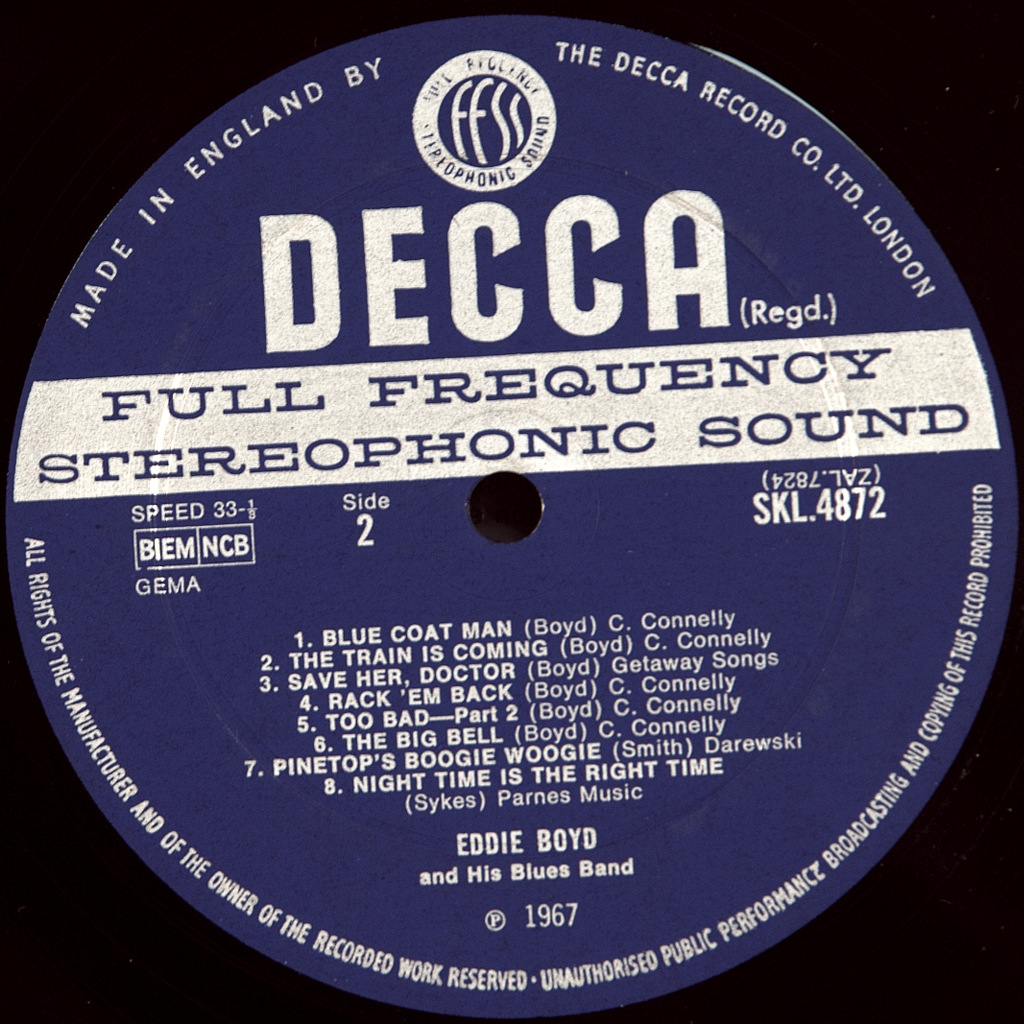 MADE IN ENGLAND BY
THE DECCA RECORD CO. LTD. LONDON
FULL FREQUENCY
STEREOPHONIC SOUND
FFSS
DECCA
(Regd.)
FULL FREQUENCY
STEREOPHONIC SOUND
SPEED 33-⅓
BIEM NCB
GEMA
Side
2
(ZAL.7824)
SKL.4872
1. BLUE COAT MAN (Boyd) C. Connelly
2. THE TRAIN IS COMING (Boyd) C. Connelly
3. SAVE HER, DOCTOR (Boyd) Getaway Songs
4. RACK 'EM BACK (Boyd) C. Connelly
5. TOO BAD—Part 2 (Boyd) C. Connelly
6. THE BIG BELL (Boyd) C. Connelly
7. PINETOP'S BOOGIE WOOGIE (Smith) Darewski
8. NIGHT TIME IS THE RIGHT TIME
(Sykes) Parnes Music
EDDIE BOYD
and His Blues Band
℗ 1967
ALL RIGHTS OF THE MANUFACTURER AND OF THE OWNER OF THE RECORDED WORK RESERVED · UNAUTHORISED PUBLIC PERFORMANCE BROADCASTING AND COPYING OF THIS RECORD PROHIBITED